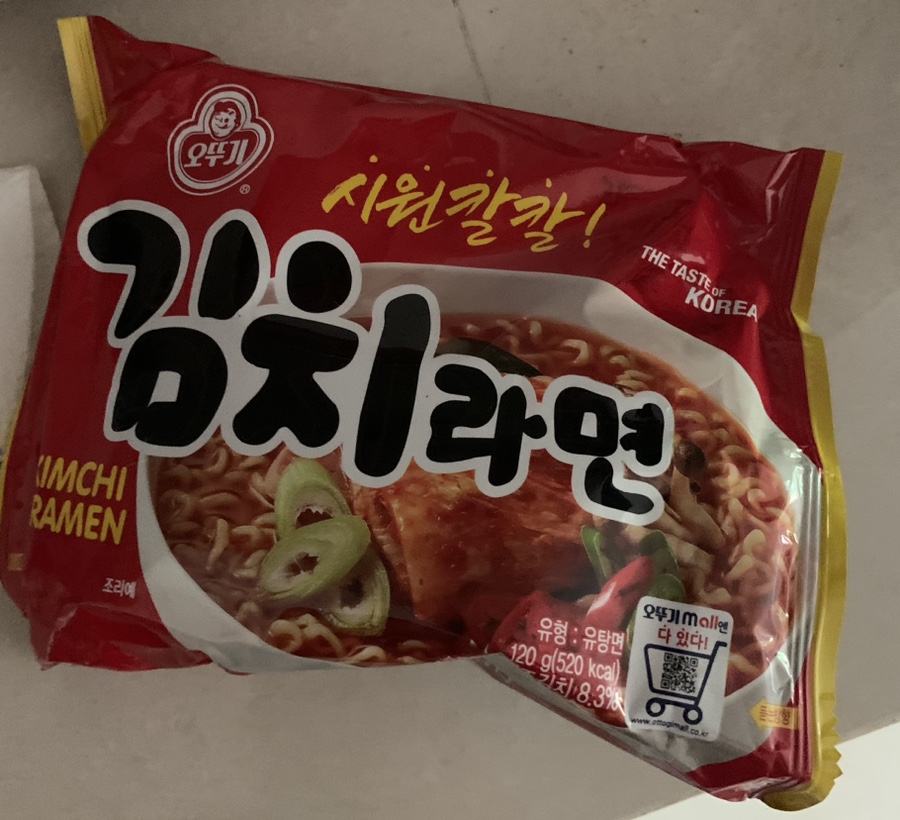 오뚜기
®
시원칼칼!
THE TASTE OF
KOREA
김치라면
KIMCHI
RAMEN
조리예
유형 : 유탕면
120 g(520 kcal)
김치 8.3%
오뚜기mall엔
다 있다!
www.ottogimall.co.kr